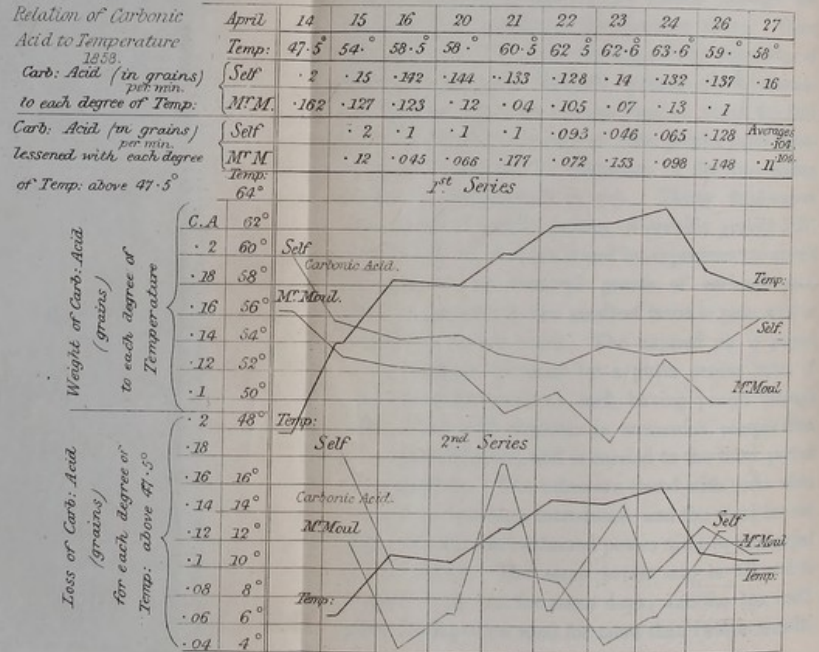 Relation of Carbonic April 14 15 16 20 21 22 23 24 26 27
Acid to Temperature Temp: 47·5° 54·° 58·5° 58·° 60·5 62 5 62·6° 63·6° 59·° 58°
1858.
Carb: Acid (in grains) Self ·2 ·15 ·142 ·144 ·133 ·128 ·14 ·132 ·137 ·16
per min.
to each degree of Temp: Mr M. ·162 ·127 ·123 ·12 ·04 ·105 ·07 ·13 ·1
Carb: Acid (in grains) Self ·2 ·1 ·1 ·1 ·093 ·046 ·065 ·128 Averages ·104
per min.
lessened with each degree Mr M ·12 ·045 ·066 ·177 ·072 ·153 ·098 ·148 ·11
of Temp: above 47·5°
Temp: 1st Series
64°
C.A 62°
·2 60° Self
Carbonic Acid.
·18 58° Temp:
·16 56° Mr Moul.
·14 54° Self.
·12 52°
·1 50° Mr Moul
Weight of Carb: Acid
(grains)
to each degree of
Temperature
·2 48° Temp:
·18 Self 2nd Series
·16 16°
·14 14° Carbonic Acid.
·12 12° Mr Moul Self
·1 10° Mr Moul
·08 8° Temp:
Temp:
·06 6°
·04 4°
Loss of Carb: Acid
(grains)
for each degree of
Temp: above 47·5°